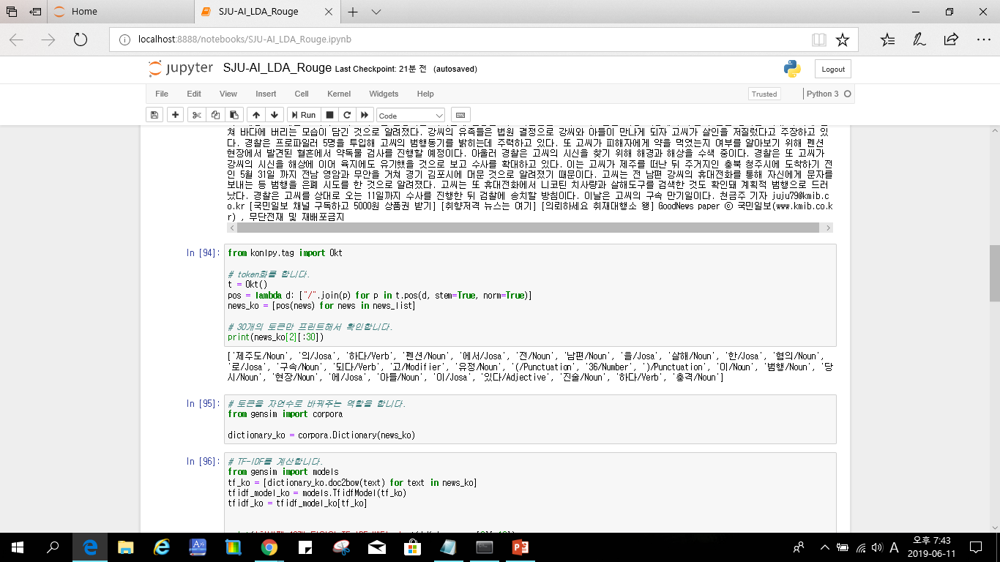 Home
SJU-AI_LDA_Rouge
localhost:8888/notebooks/SJU-AI_LDA_Rouge.ipynb
jupyter SJU-AI_LDA_Rouge Last Checkpoint: 21분 전 (autosaved)
Logout
File Edit View Insert Cell Kernel Widgets Help
Trusted Python 3
Run Code
쳐 바다에 버리는 모습이 담긴 것으로 알려졌다. 강씨의 유족들은 법원 결정으로 강씨와 아들이 만나게 되자 고씨가 살인을 저질렀다고 주장하고 있
다. 경찰은 프로파일러 5명을 투입해 고씨의 범행동기를 밝히는데 주력하고 있다. 또 고씨가 피해자에게 약을 먹였는지 여부를 알아보기 위해 펜션
현장에서 발견된 혈흔에서 약독물 검사를 진행할 예정이다. 아울러 경찰은 고씨의 시신을 찾기 위해 해경과 해상을 수색 중이다. 경찰은 또 고씨가
강씨의 시신을 해상에 이어 육지에도 유기했을 것으로 보고 수사를 확대하고 있다. 이는 고씨가 제주를 떠난 뒤 주거지인 충북 청주시에 도착하기 전
인 5월 31일 까지 전남 영암과 무안을 거쳐 경기 김포시에 머문 것으로 알려졌기 때문이다. 고씨는 전 남편 강씨의 휴대전화를 통해 자신에게 문자를
보내는 등 범행을 은폐 시도를 한 것으로 알려졌다. 고씨는 또 휴대전화에서 니코틴 치사량과 살해도구를 검색한 것도 확인돼 계획적 범행으로 드러
났다. 경찰은 고씨를 상대로 오는 11일까지 수사를 진행한 뒤 검찰에 송치할 방침이다. 이날은 고씨의 구속 만기일이다. 천금주 기자 juju79@kmib.c
o.kr [국민일보 채널 구독하고 5000원 상품권 받기] [취향저격 뉴스는 여기] [의뢰하세요 취재대행소 왱] GoodNews paper ⓒ 국민일보(www.kmib.co.k
r) , 무단전재 및 재배포금지
In [94]:
from konlpy.tag import Okt
# token화를 합니다.
t = Okt()
pos = lambda d: ["/".join(p) for p in t.pos(d, stem=True, norm=True)]
news_ko = [pos(news) for news in news_list]
# 30개의 토큰만 프린트해서 확인합니다.
print(news_ko[2][:30])
['제주도/Noun', '의/Josa', '하다/Verb', '펜션/Noun', '에서/Josa', '전/Noun', '남편/Noun', '을/Josa', '살해/Noun', '한/Josa', '혐의/Noun',
'로/Josa', '구속/Noun', '되다/Verb', '고/Modifier', '유정/Noun', '(/Punctuation', '36/Number', ')/Punctuation', '이/Noun', '범행/Noun', '당
시/Noun', '현장/Noun', '에/Josa', '아들/Noun', '이/Josa', '있다/Adjective', '진술/Noun', '하다/Verb', '충격/Noun']
In [95]:
# 토큰을 자연수로 바꿔주는 역할을 합니다.
from gensim import corpora
dictionary_ko = corpora.Dictionary(news_ko)
In [96]:
# TF-IDF를 계산합니다.
from gensim import models
tf_ko = [dictionary_ko.doc2bow(text) for text in news_ko]
tfidf_model_ko = models.TfidfModel(tf_ko)
tfidf_ko = tfidf_model_ko[tf_ko]
A
오후 7:43
2019-06-11